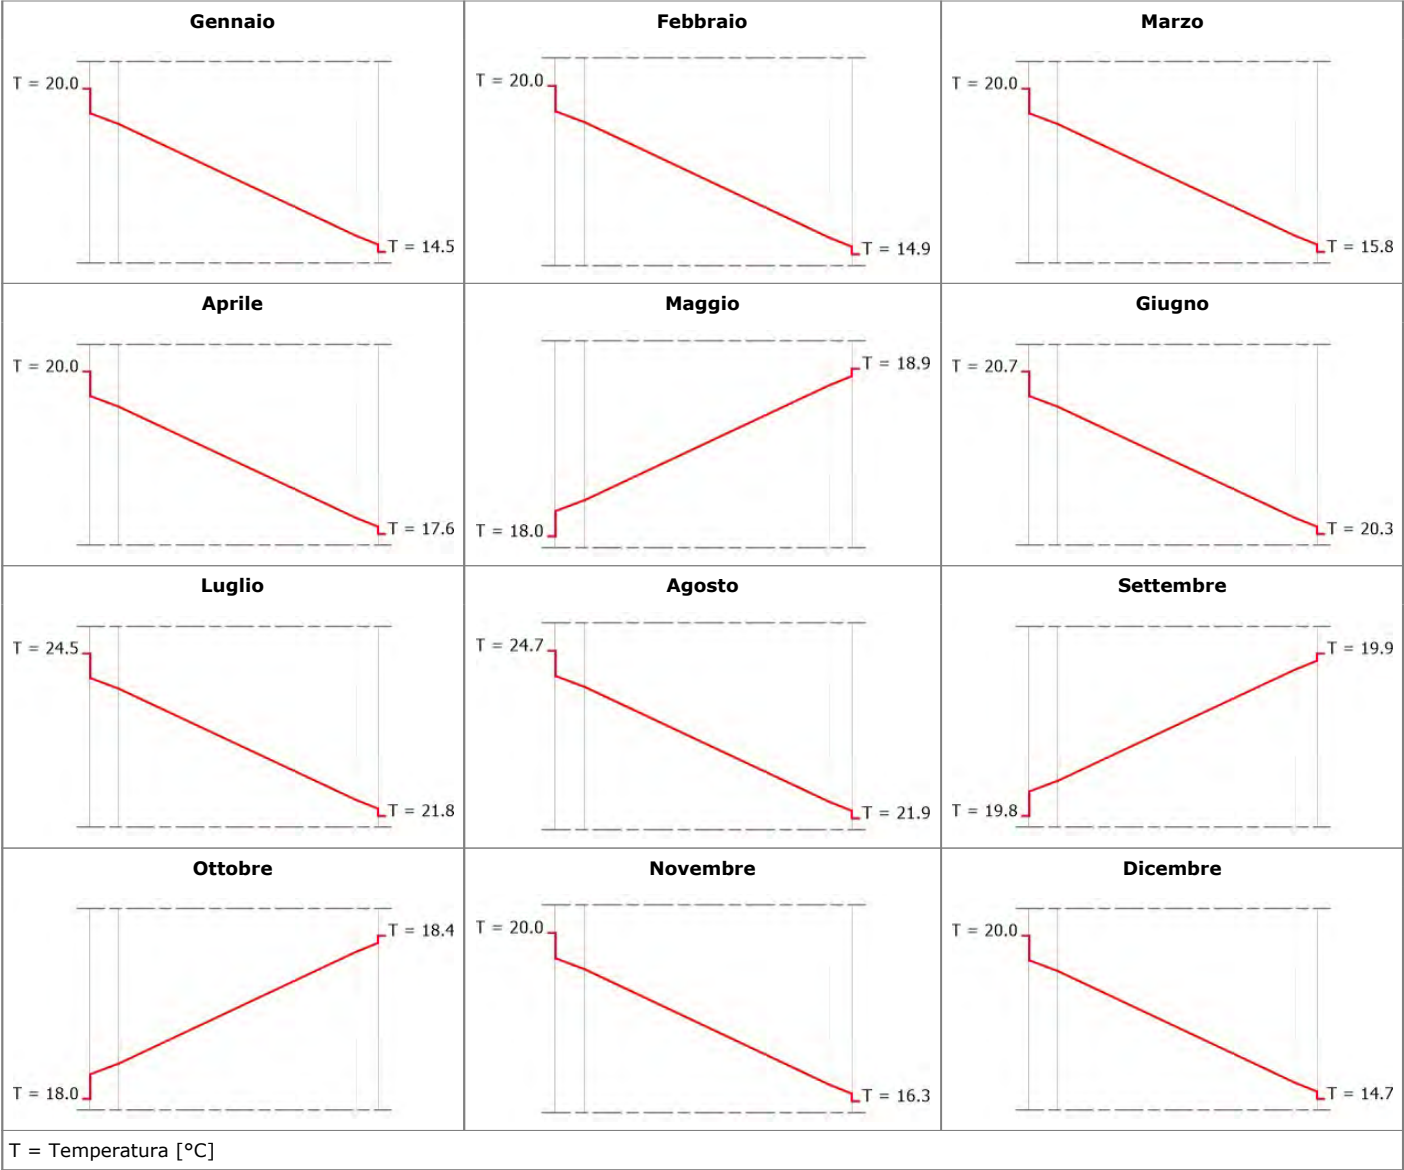 Gennaio
T = 20.0
T = 14.5
Febbraio
T = 20.0
T = 14.9
Marzo
T = 20.0
T = 15.8
Aprile
T = 20.0
T = 17.6
Maggio
T = 18.9
T = 18.0
Giugno
T = 20.7
T = 20.3
Luglio
T = 24.5
T = 21.8
Agosto
T = 24.7
T = 21.9
Settembre
T = 19.9
T = 19.8
Ottobre
T = 18.4
T = 18.0
Novembre
T = 20.0
T = 16.3
Dicembre
T = 20.0
T = 14.7
T = Temperatura [°C]